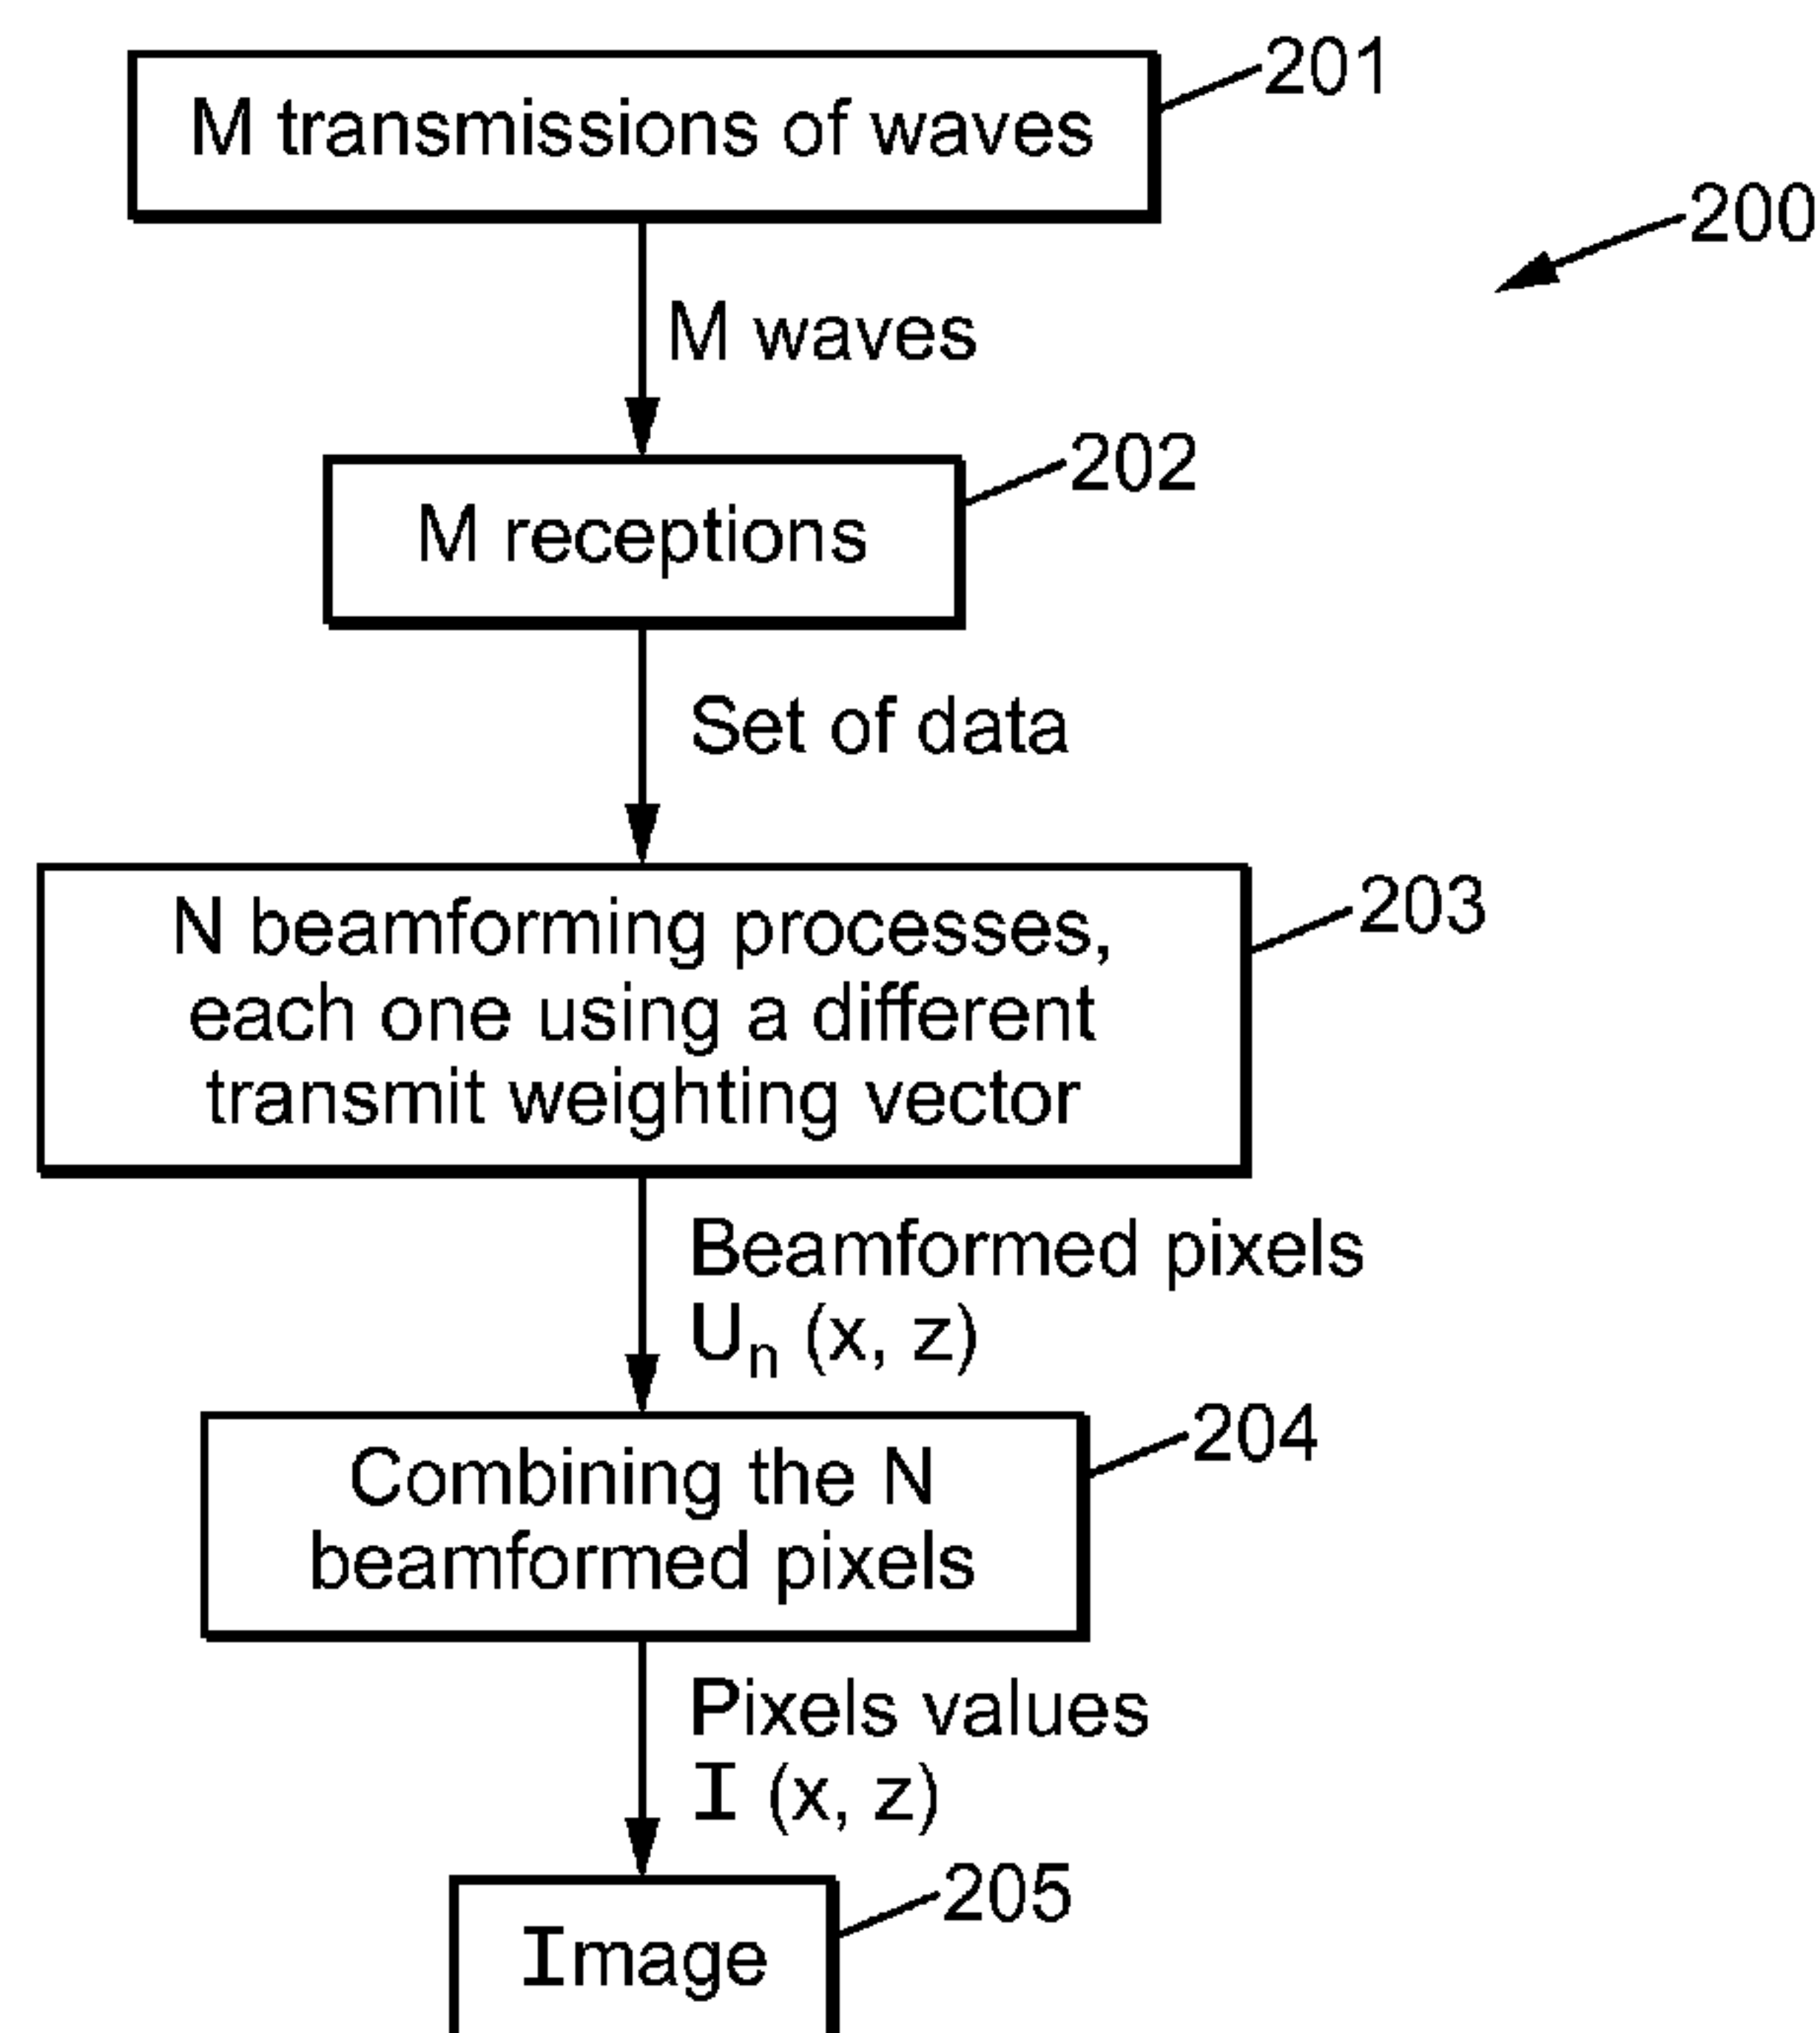 M transmissions of waves
201
200
M waves
M receptions
202
Set of data
N beamforming processes,
each one using a different
transmit weighting vector
203
Beamformed pixels
Uₙ (x, z)
Combining the N
beamformed pixels
204
Pixels values
I (x, z)
Image
205